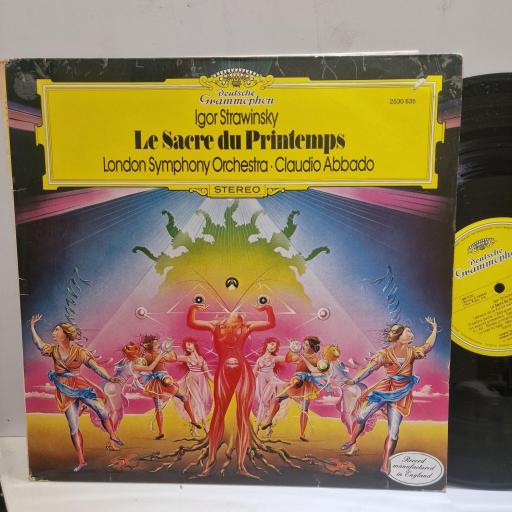 Deutsche
Grammophon
2530 635
Igor Strawinsky
Le Sacre du Printemps
London Symphony Orchestra · Claudio Abbado
STEREO
Record
manufactured
in England
Deutsche
Grammophon